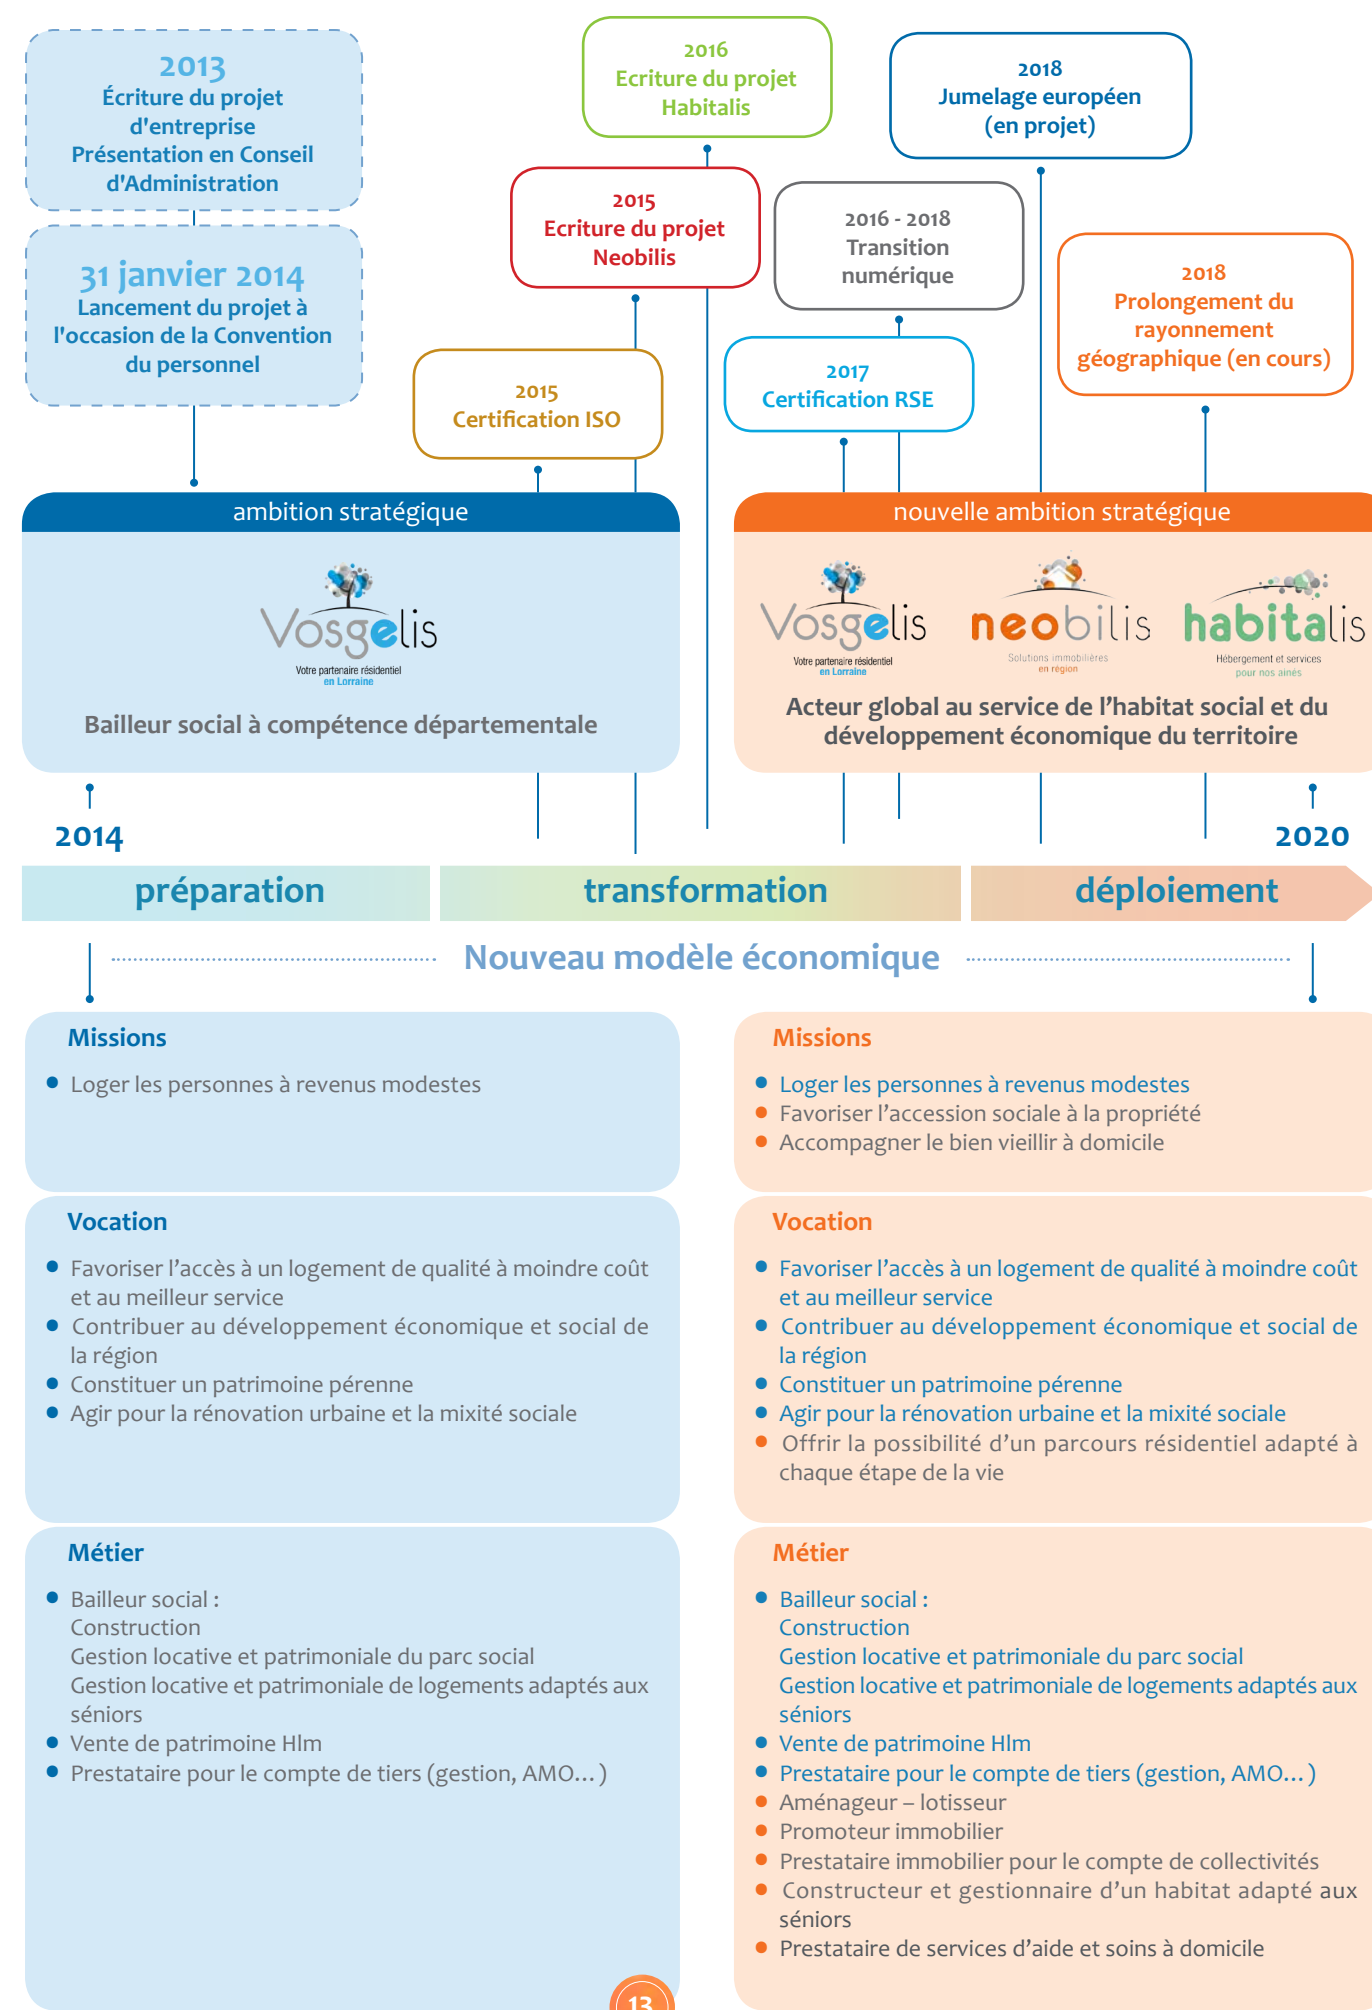 2013
Écriture du projet
d'entreprise
Présentation en Conseil
d'Administration
31 janvier 2014
Lancement du projet à
l'occasion de la Convention
du personnel
2016
Ecriture du projet
Habitalis
2015
Ecriture du projet
Neobilis
2015
Certification ISO
2018
Jumelage européen
(en projet)
2016 - 2018
Transition
numérique
2017
Certification RSE
2018
Prolongement du
rayonnement
géographique (en cours)
ambition stratégique
Vosgelis
Votre partenaire résidentiel
en Lorraine
Bailleur social à compétence départementale
nouvelle ambition stratégique
Vosgelis
Votre partenaire résidentiel
en Lorraine
neobilis
Solutions immobilières
en région
habitalis
Hébergement et services
pour nos aînés
Acteur global au service de l’habitat social et du
développement économique du territoire
2014
2020
préparation
transformation
déploiement
Nouveau modèle économique
Missions
• Loger les personnes à revenus modestes
Vocation
• Favoriser l’accès à un logement de qualité à moindre coût
et au meilleur service
• Contribuer au développement économique et social de
la région
• Constituer un patrimoine pérenne
• Agir pour la rénovation urbaine et la mixité sociale
Métier
• Bailleur social :
Construction
Gestion locative et patrimoniale du parc social
Gestion locative et patrimoniale de logements adaptés aux
séniors
• Vente de patrimoine Hlm
• Prestataire pour le compte de tiers (gestion, AMO…)
Missions
• Loger les personnes à revenus modestes
• Favoriser l’accession sociale à la propriété
• Accompagner le bien vieillir à domicile
Vocation
• Favoriser l’accès à un logement de qualité à moindre coût
et au meilleur service
• Contribuer au développement économique et social de
la région
• Constituer un patrimoine pérenne
• Agir pour la rénovation urbaine et la mixité sociale
• Offrir la possibilité d’un parcours résidentiel adapté à
chaque étape de la vie
Métier
• Bailleur social :
Construction
Gestion locative et patrimoniale du parc social
Gestion locative et patrimoniale de logements adaptés aux
séniors
• Vente de patrimoine Hlm
• Prestataire pour le compte de tiers (gestion, AMO…)
• Aménageur – lotisseur
• Promoteur immobilier
• Prestataire immobilier pour le compte de collectivités
• Constructeur et gestionnaire d’un habitat adapté aux
séniors
• Prestataire de services d’aide et soins à domicile
13